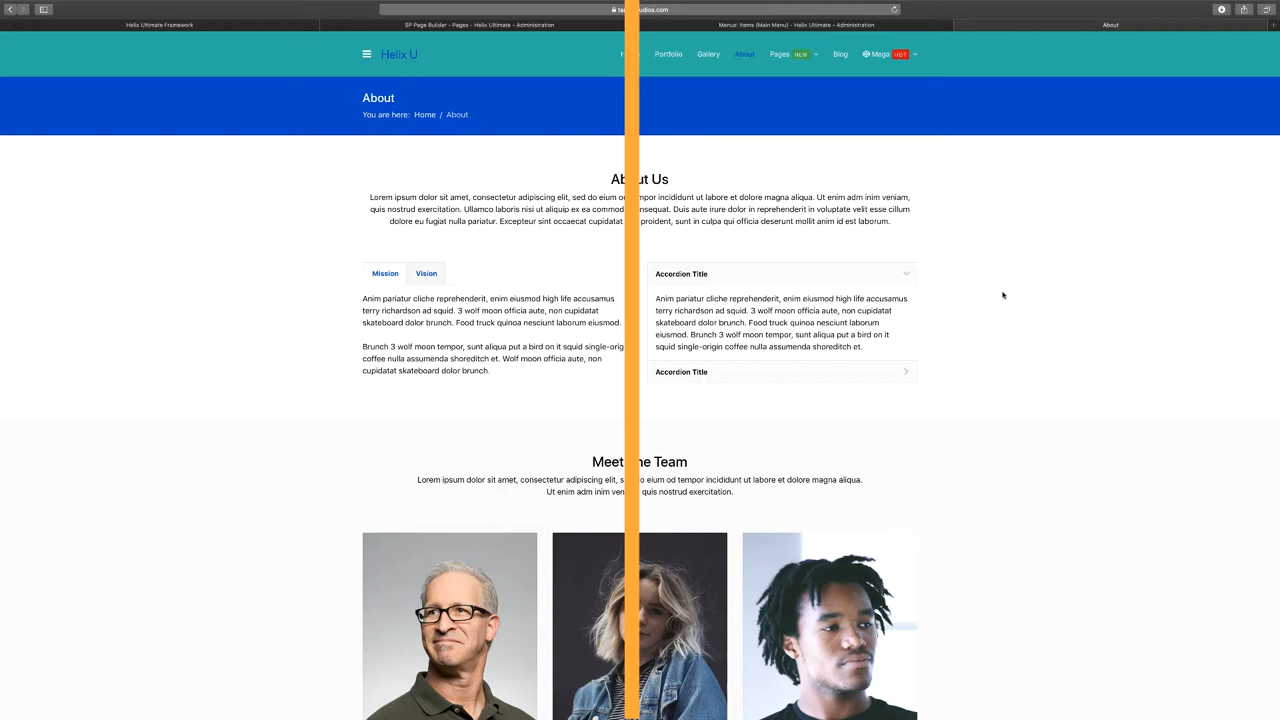 udios.com
Helix Ultimate Framework
SP Page Builder - Pages - Helix Ultimate - Administration
Menus: Items (Main Menu) - Helix Ultimate - Administration
About
Helix U
Portfolio
Gallery
About
Pages NEW
Blog
Mega HOT
About
You are here: Home / About
Us
Lorem ipsum dolor sit amet, consectetur adipiscing elit, sed do eium incididunt ut labore et dolore magna aliqua. Ut enim adm inim veniam,
quis nostrud exercitation. Ullamco laboris nisi ut aliquip ex ea commod Duis aute irure dolor in reprehenderit in voluptate velit esse cillum
dolore eu fugiat nulla pariatur. Excepteur sint occaecat cupidatat proident, sunt in culpa qui officia deserunt mollit anim id est laborum.
Mission
Vision
Anim pariatur cliche reprehenderit, enim eiusmod high life accusamus
terry richardson ad squid. 3 wolf moon officia aute, non cupidatat
skateboard dolor brunch. Food truck quinoa nesciunt laborum eiusmod.
Brunch 3 wolf moon tempor, sunt aliqua put a bird on it squid single-orig
coffee nulla assumenda shoreditch et. Wolf moon officia aute, non
cupidatat skateboard dolor brunch.
Accordion Title
Anim pariatur cliche reprehenderit, enim eiusmod high life accusamus
terry richardson ad squid. 3 wolf moon officia aute, non cupidatat
skateboard dolor brunch. Food truck quinoa nesciunt laborum
eiusmod. Brunch 3 wolf moon tempor, sunt aliqua put a bird on it
squid single-origin coffee nulla assumenda shoreditch et.
Accordion Title
Meet Team
Lorem ipsum dolor sit amet, consectetur adipiscing elit, eium od tempor incididunt ut labore et dolore magna aliqua.
Ut enim adm inim quis nostrud exercitation.